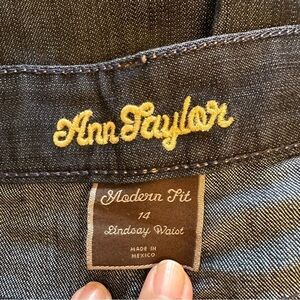 Ann Taylor
Modern Fit
14
Lindsay Waist
MADE IN
MEXICO